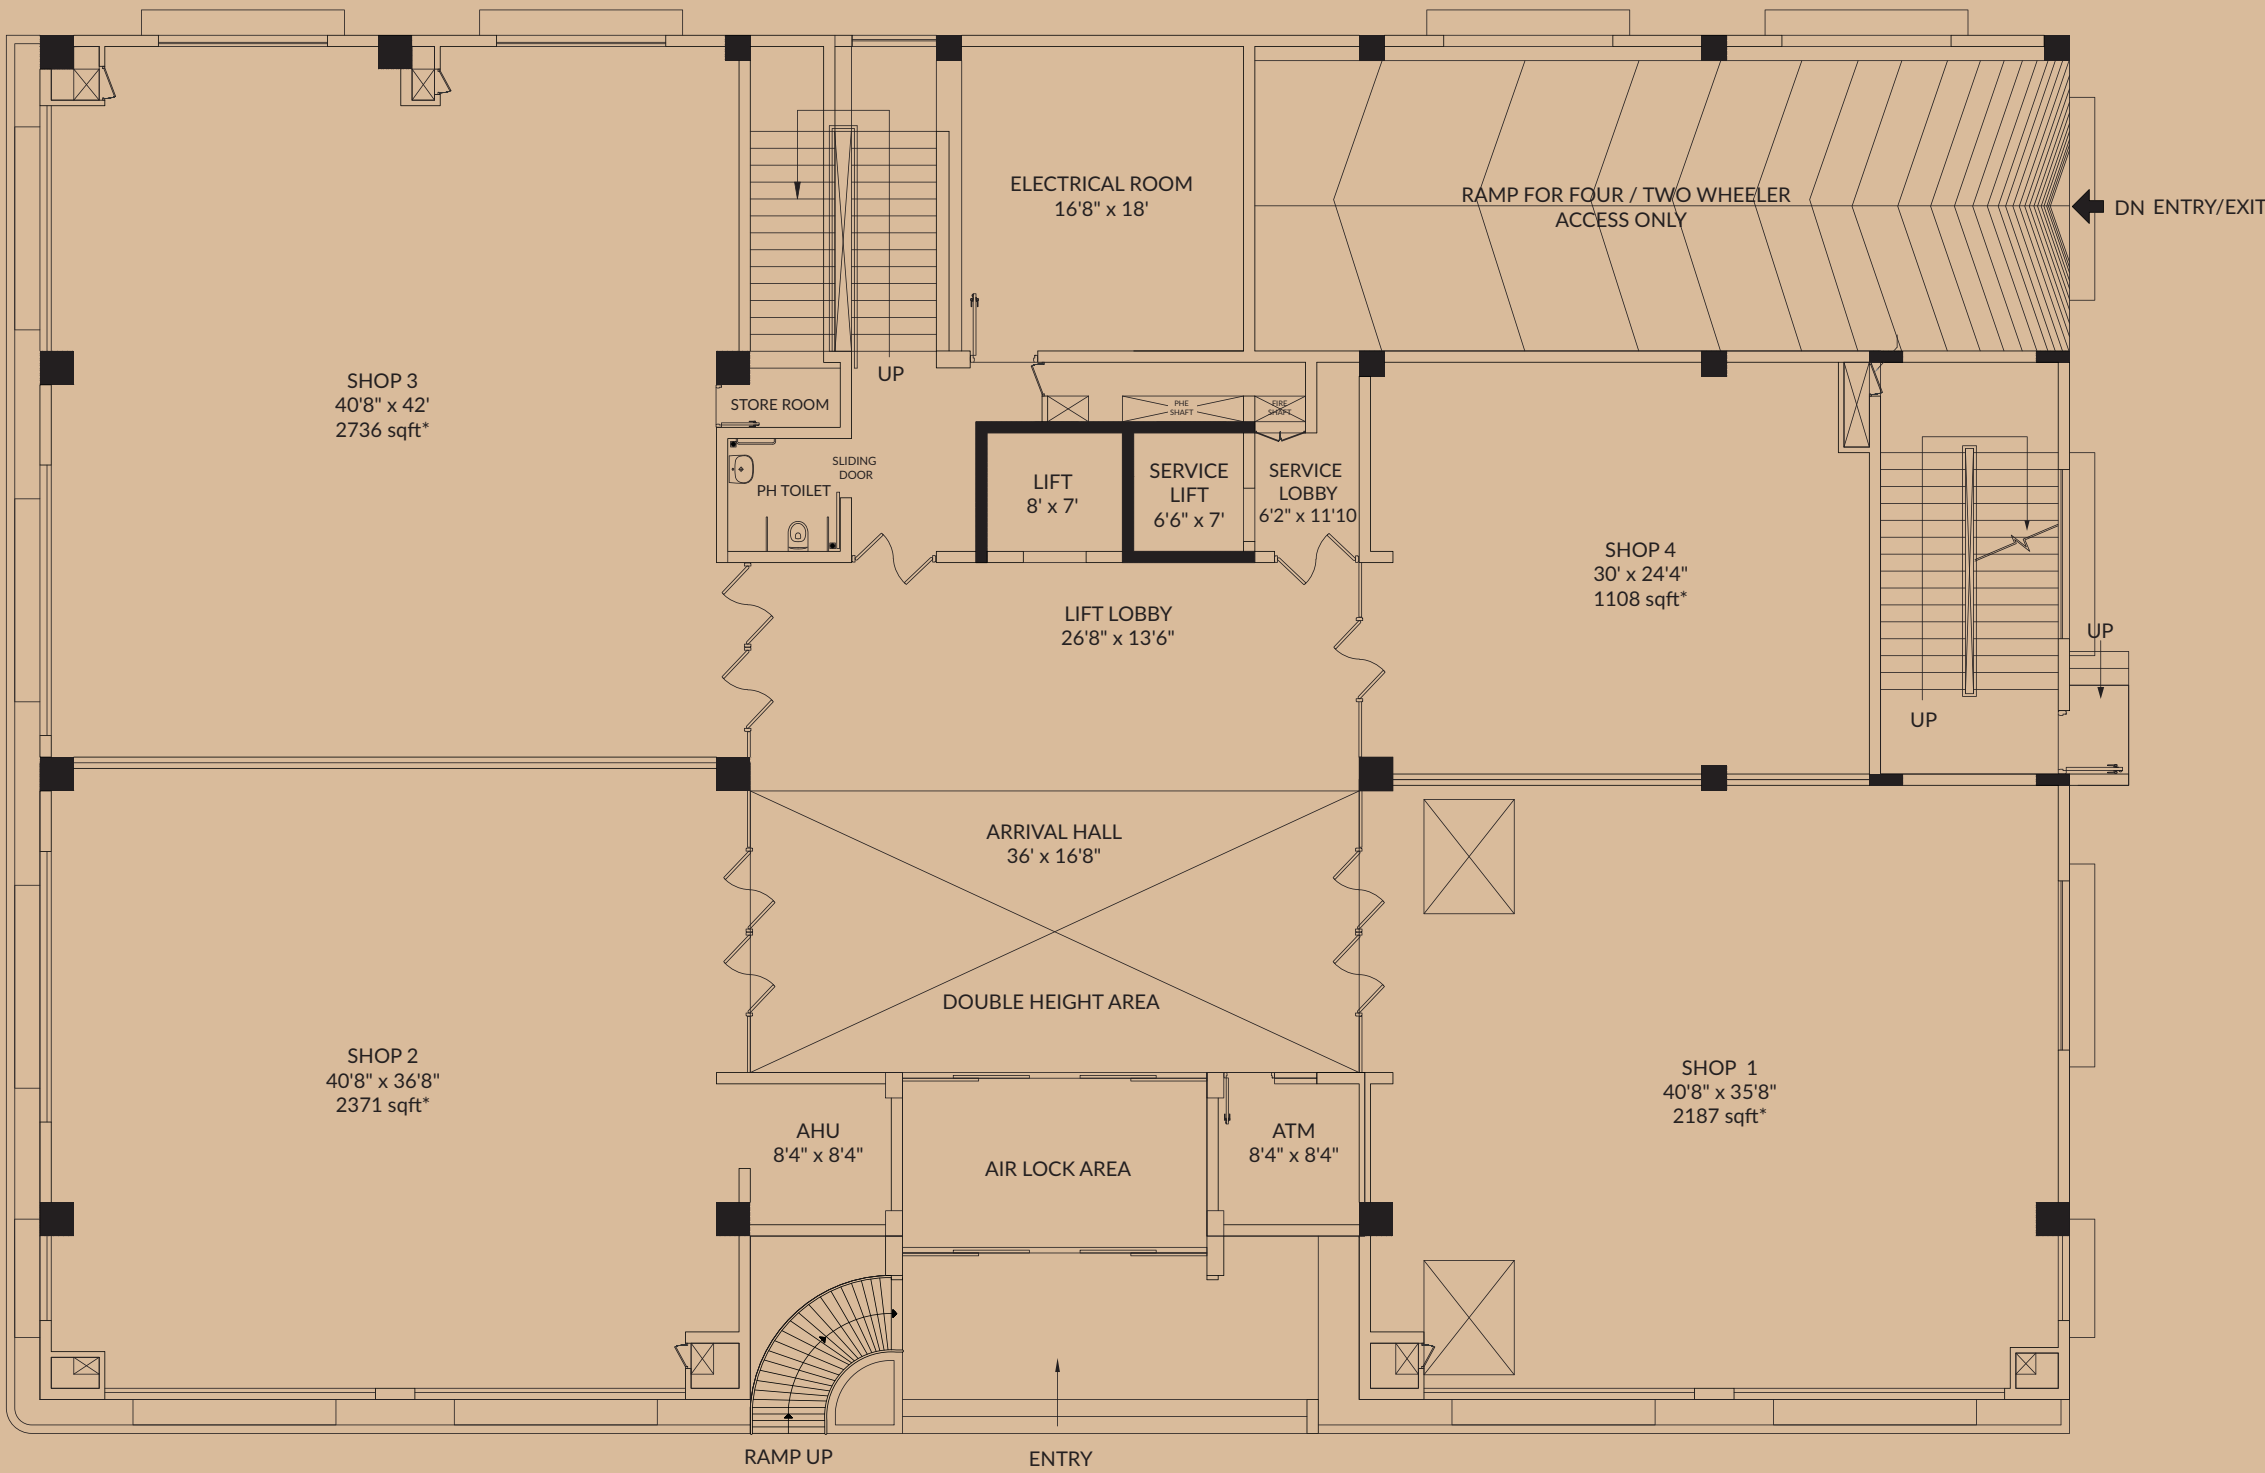 ELECTRICAL ROOM
16'8" x 18'
RAMP FOR FOUR / TWO WHEELER
ACCESS ONLY
DN ENTRY/EXIT
SHOP 3
40'8" x 42'
2736 sqft*
UP
STORE ROOM
PHE
SHAFT
FIRE
SHAFT
SLIDING
DOOR
PH TOILET
LIFT
8' x 7'
SERVICE
LIFT
6'6" x 7'
SERVICE
LOBBY
6'2" x 11'10
SHOP 4
30' x 24'4"
1108 sqft*
LIFT LOBBY
26'8" x 13'6"
UP
UP
ARRIVAL HALL
36' x 16'8"
DOUBLE HEIGHT AREA
SHOP 2
40'8" x 36'8"
2371 sqft*
SHOP 1
40'8" x 35'8"
2187 sqft*
AHU
8'4" x 8'4"
AIR LOCK AREA
ATM
8'4" x 8'4"
RAMP UP
ENTRY